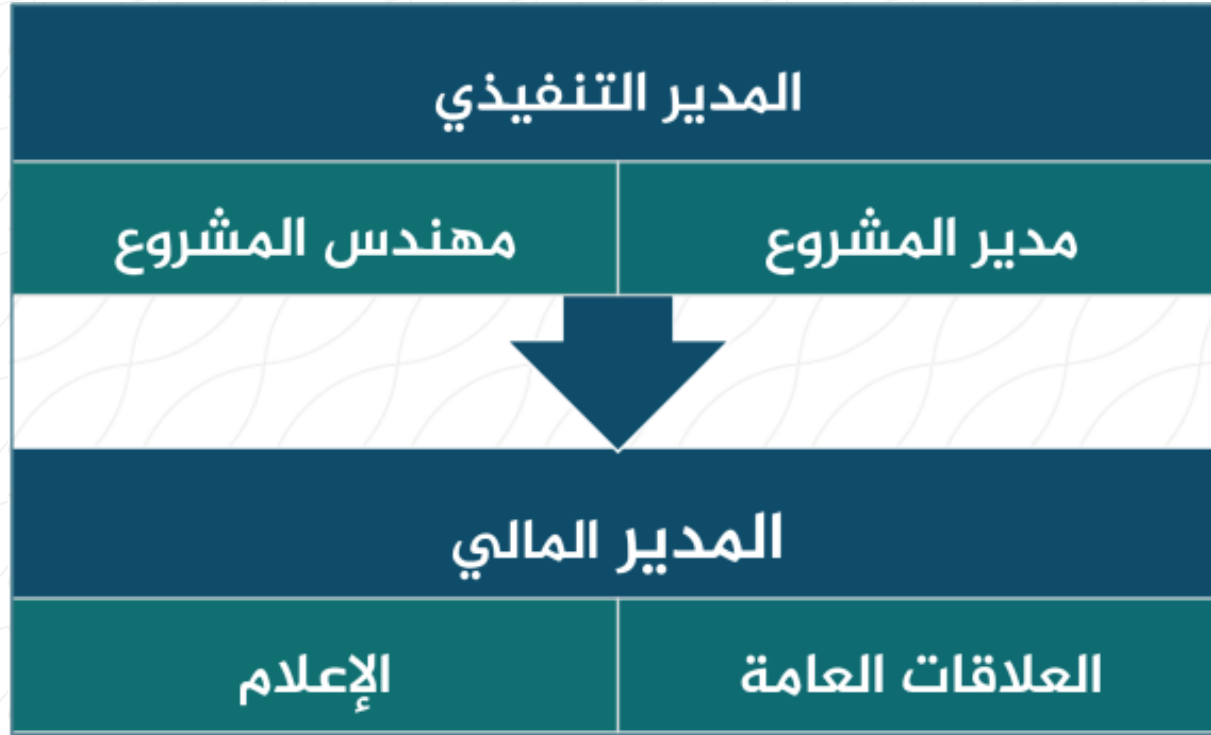 المدير التنفيذي
مدير المشروع
مهندس المشروع
المدير المالي
العلاقات العامة
الإعلام